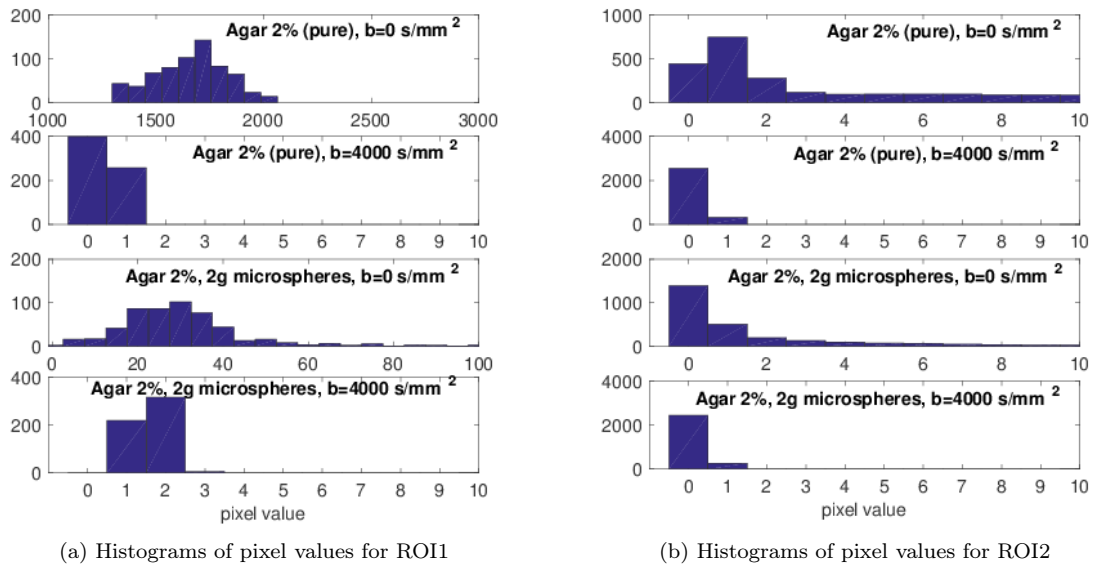 Agar 2% (pure), b=0 s/mm 2
200
100
0
1000 1500 2000 2500 3000
Agar 2% (pure), b=4000 s/mm 2
400
200
0
0 1 2 3 4 5 6 7 8 9 10
Agar 2%, 2g microspheres, b=0 s/mm 2
200
100
0
0 20 40 60 80 100
Agar 2%, 2g microspheres, b=4000 s/mm 2
400
200
0
0 1 2 3 4 5 6 7 8 9 10
pixel value
(a) Histograms of pixel values for ROI1
Agar 2% (pure), b=0 s/mm 2
1000
500
0
0 2 4 6 8 10
Agar 2% (pure), b=4000 s/mm 2
4000
2000
0
0 1 2 3 4 5 6 7 8 9 10
Agar 2%, 2g microspheres, b=0 s/mm 2
2000
1000
0
0 2 4 6 8 10
Agar 2%, 2g microspheres, b=4000 s/mm 2
4000
2000
0
0 1 2 3 4 5 6 7 8 9 10
pixel value
(b) Histograms of pixel values for ROI2